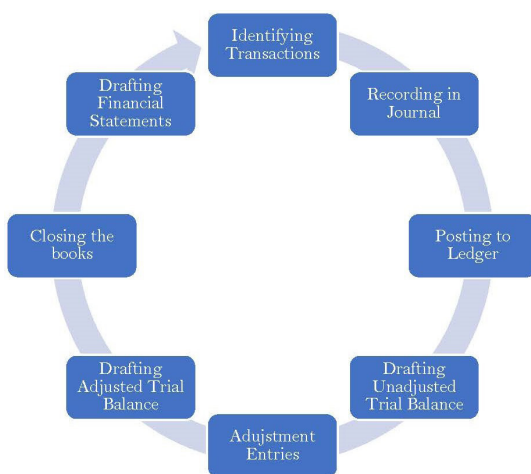 Identifying
Transactions
Recording in
Journal
Posting to
Ledger
Drafting
Unadjusted
Trial Balance
Adujstment
Entries
Drafting
Adjusted Trial
Balance
Closing the
books
Drafting
Financial
Statements